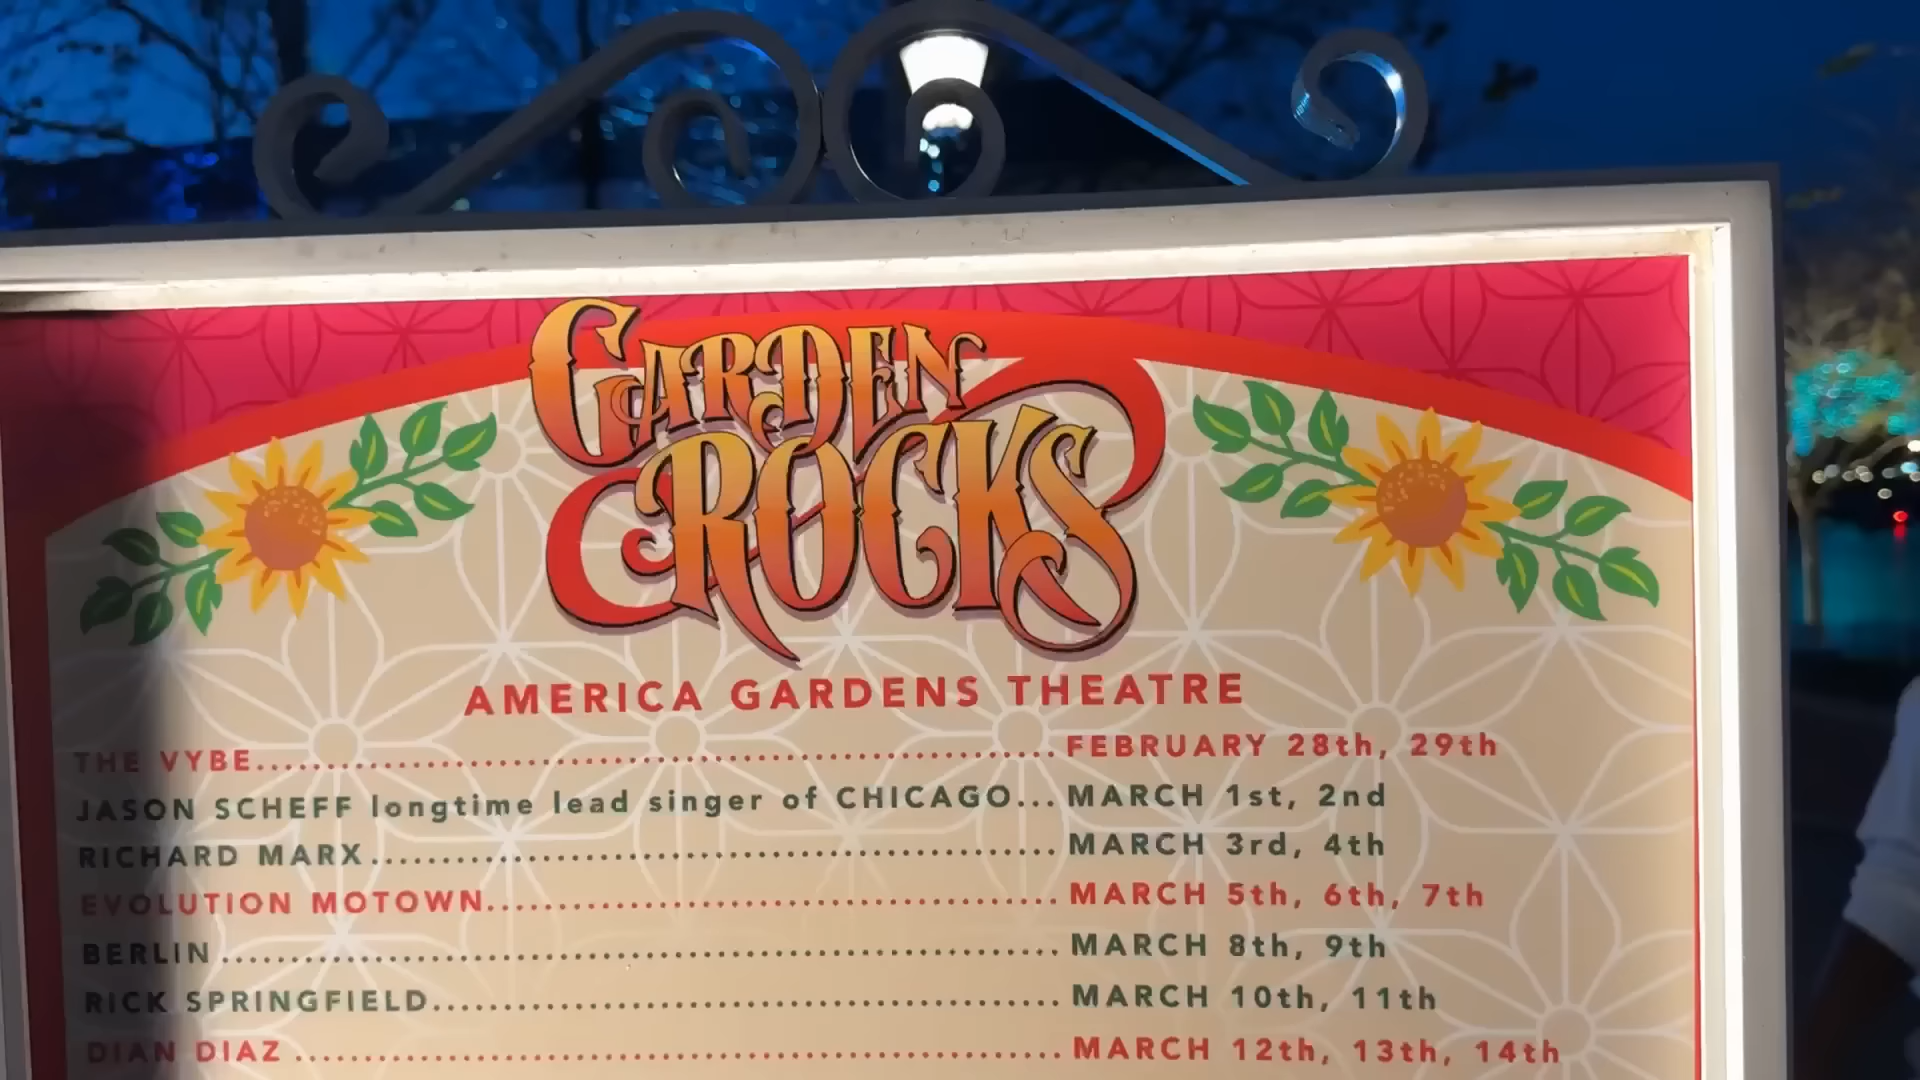 GARDEN
ROCKS
AMERICA GARDENS THEATRE
THE VYBE........................................................FEBRUARY 28th, 29th
JASON SCHEFF longtime lead singer of CHICAGO...MARCH 1st, 2nd
RICHARD MARX................................................MARCH 3rd, 4th
EVOLUTION MOTOWN........................................MARCH 5th, 6th, 7th
BERLIN...........................................................MARCH 8th, 9th
RICK SPRINGFIELD............................................MARCH 10th, 11th
DIAN DIAZ ......................................................MARCH 12th, 13th, 14th